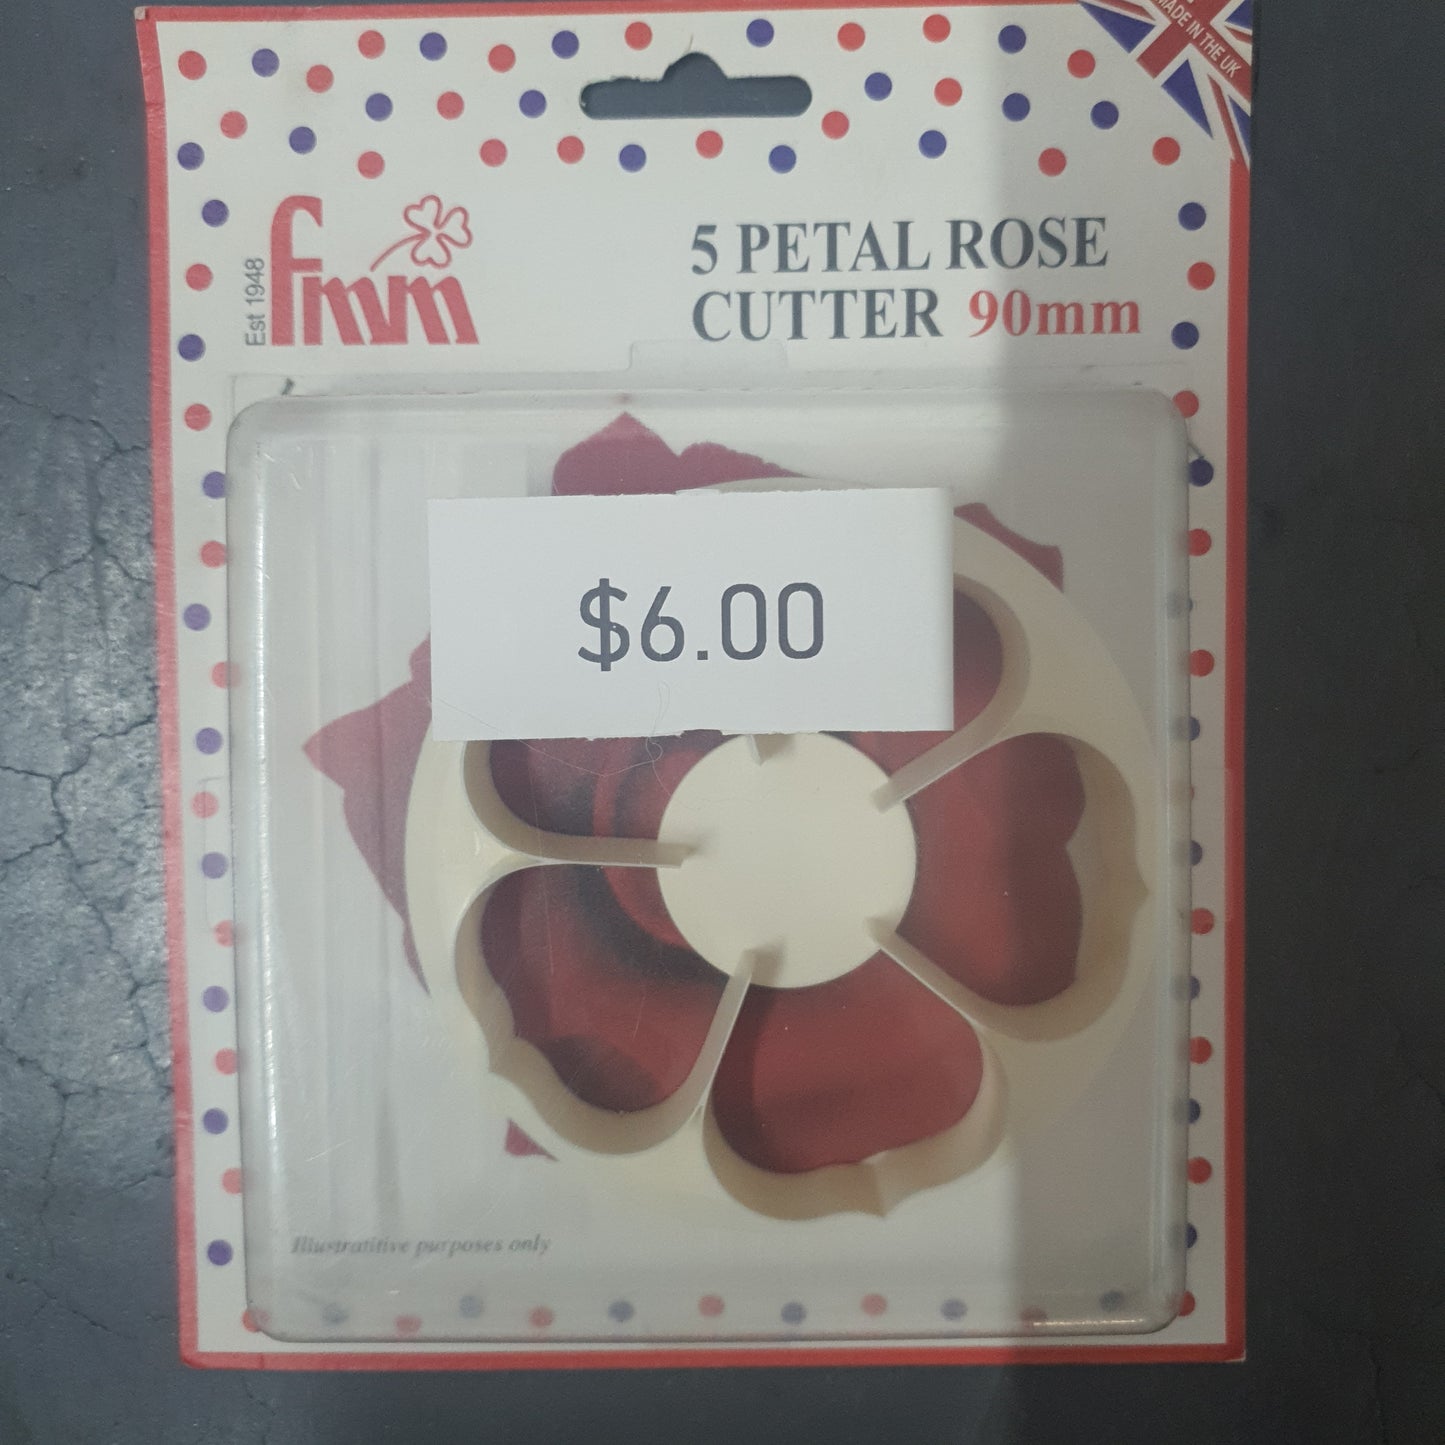 MADE IN THE UK
Est 1948
fmm
5 PETAL ROSE
CUTTER 90mm
$6.00
Illustratitive purposes only